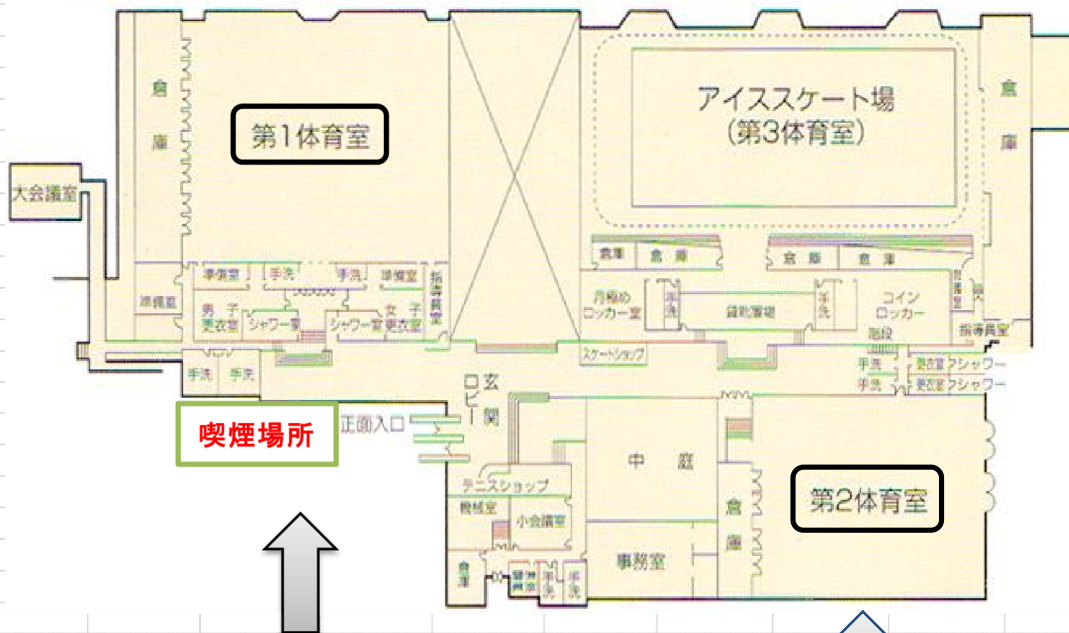 倉庫
第1体育室
アイススケート場
(第3体育室)
倉庫
大会議室
倉庫
倉庫
倉庫
倉庫
準備室
手洗
手洗
準備室
指導員室
準備室
男子
更衣室
シャワー室
シャワー室
女子
更衣室
月極め
ロッカー室
手洗
貸靴置場
手洗
コイン
ロッカー
階段
指導員室
スケートショップ
手洗
手洗
手洗
更衣室
シャワー
手洗
更衣室
シャワー
玄関
ロビー
喫煙場所
正面入口
中庭
第2体育室
テニスショップ
機械室
小会議室
倉庫
事務室
倉庫
手洗
手洗